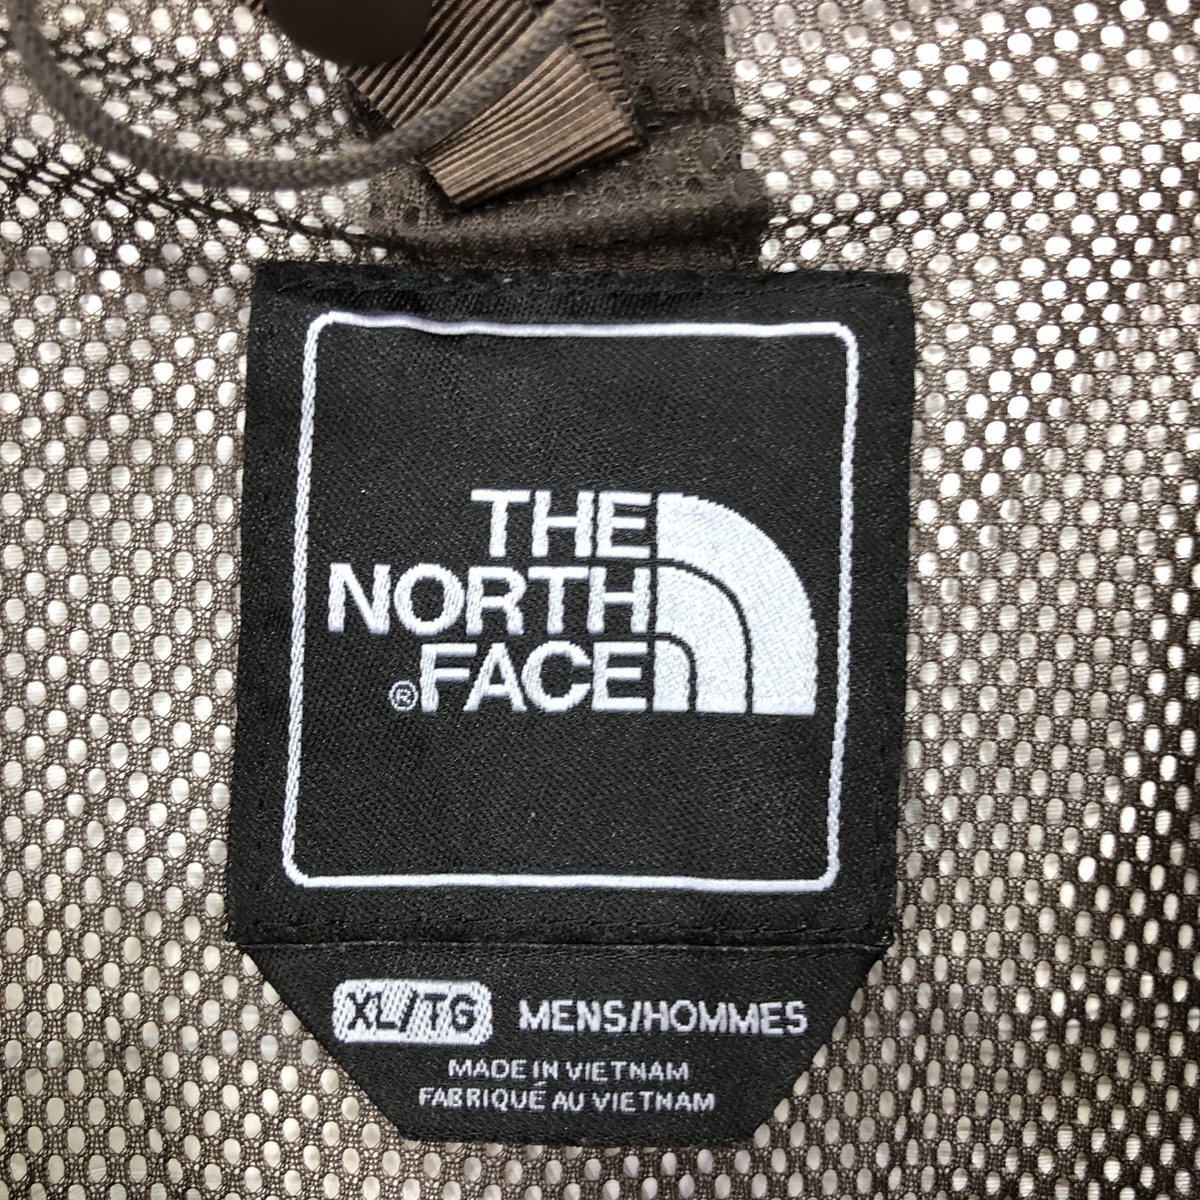 THE
NORTH
® FACE
XL/TG MENS/HOMMES
MADE IN VIETNAM
FABRIQUÉ AU VIETNAM